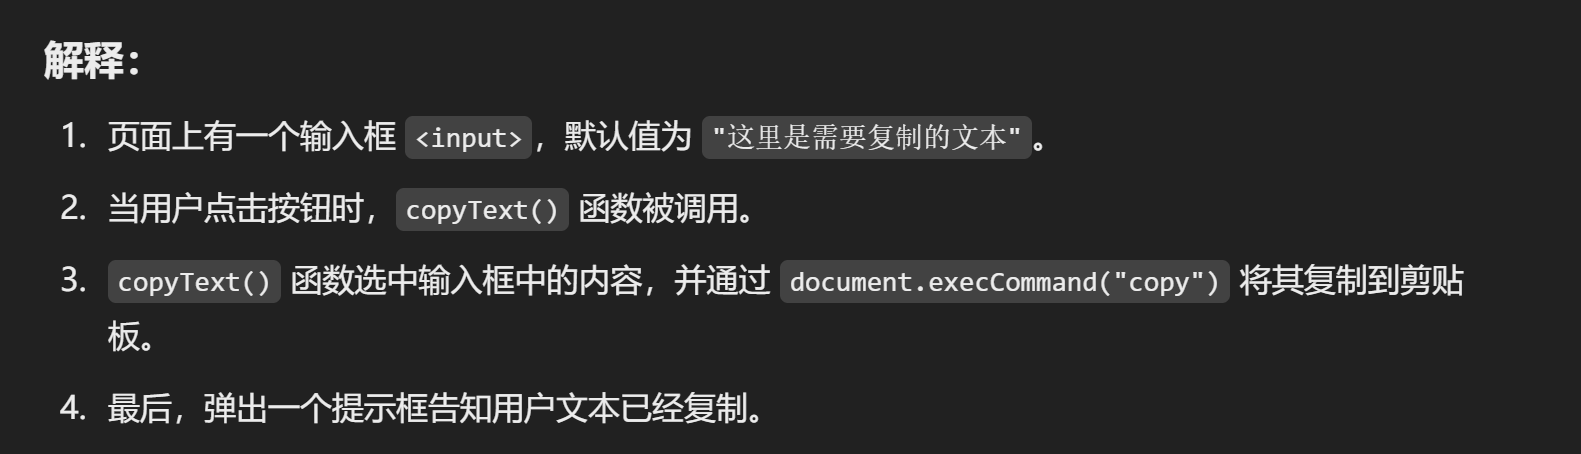 解释：
1. 页面上有一个输入框 <input>，默认值为 "这里是需要复制的文本"。
2. 当用户点击按钮时，copyText() 函数被调用。
3. copyText() 函数选中输入框中的内容，并通过 document.execCommand("copy") 将其复制到剪贴
板。
4. 最后，弹出一个提示框告知用户文本已经复制。